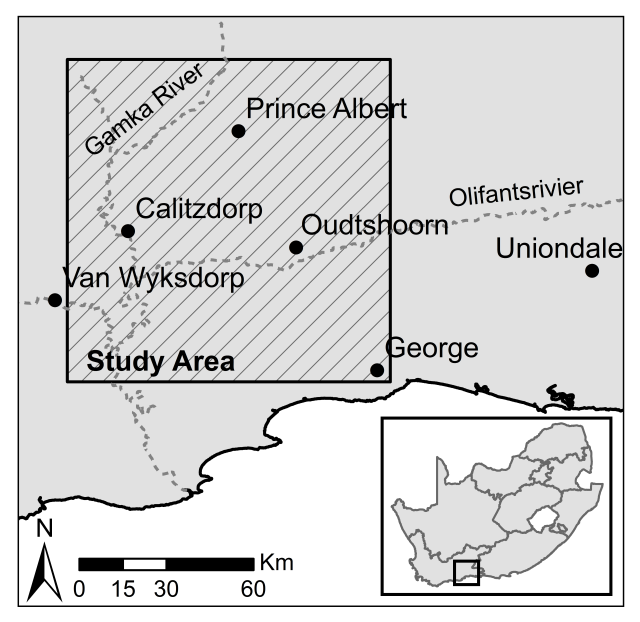 Gamka River
Prince Albert
Olifantsrivier
Calitzdorp
Oudtshoorn
Uniondale
Van Wyksdorp
George
Study Area
N
Km
0 15 30 60